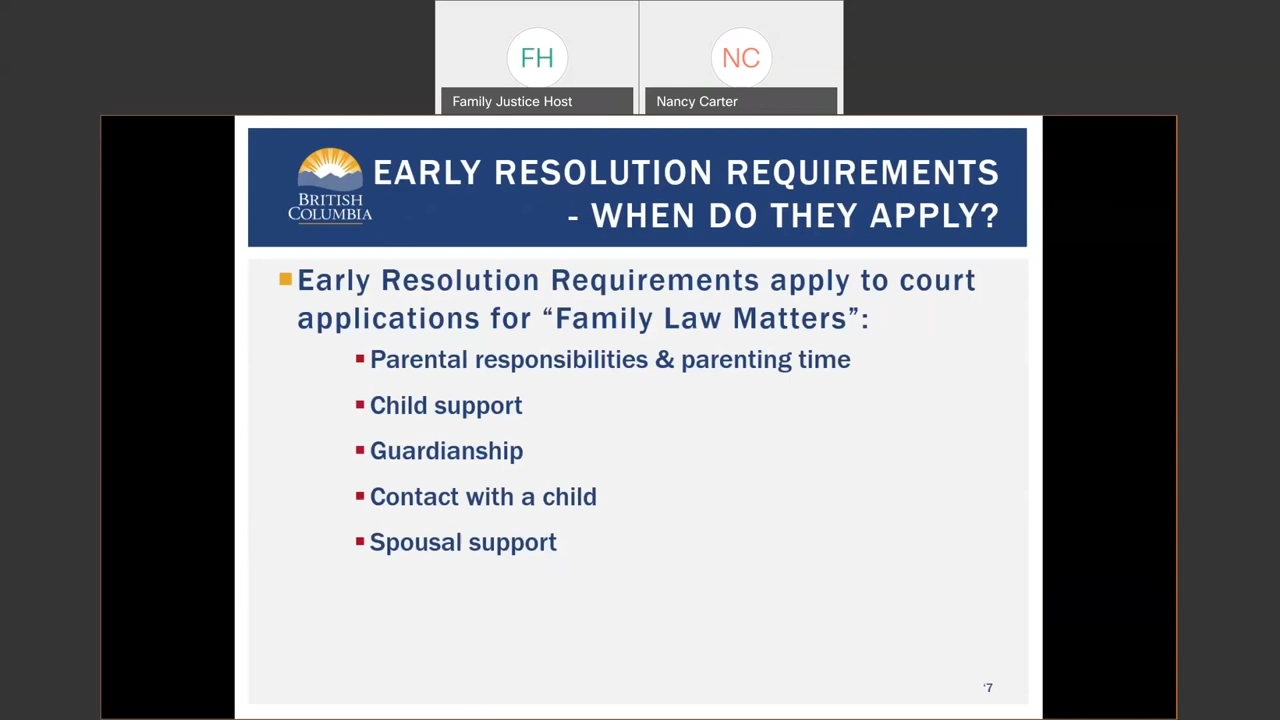 FH
NC
Family Justice Host
Nancy Carter
BRITISH
COLUMBIA
EARLY RESOLUTION REQUIREMENTS
- WHEN DO THEY APPLY?
Early Resolution Requirements apply to court
applications for “Family Law Matters”:
Parental responsibilities & parenting time
Child support
Guardianship
Contact with a child
Spousal support
‘7